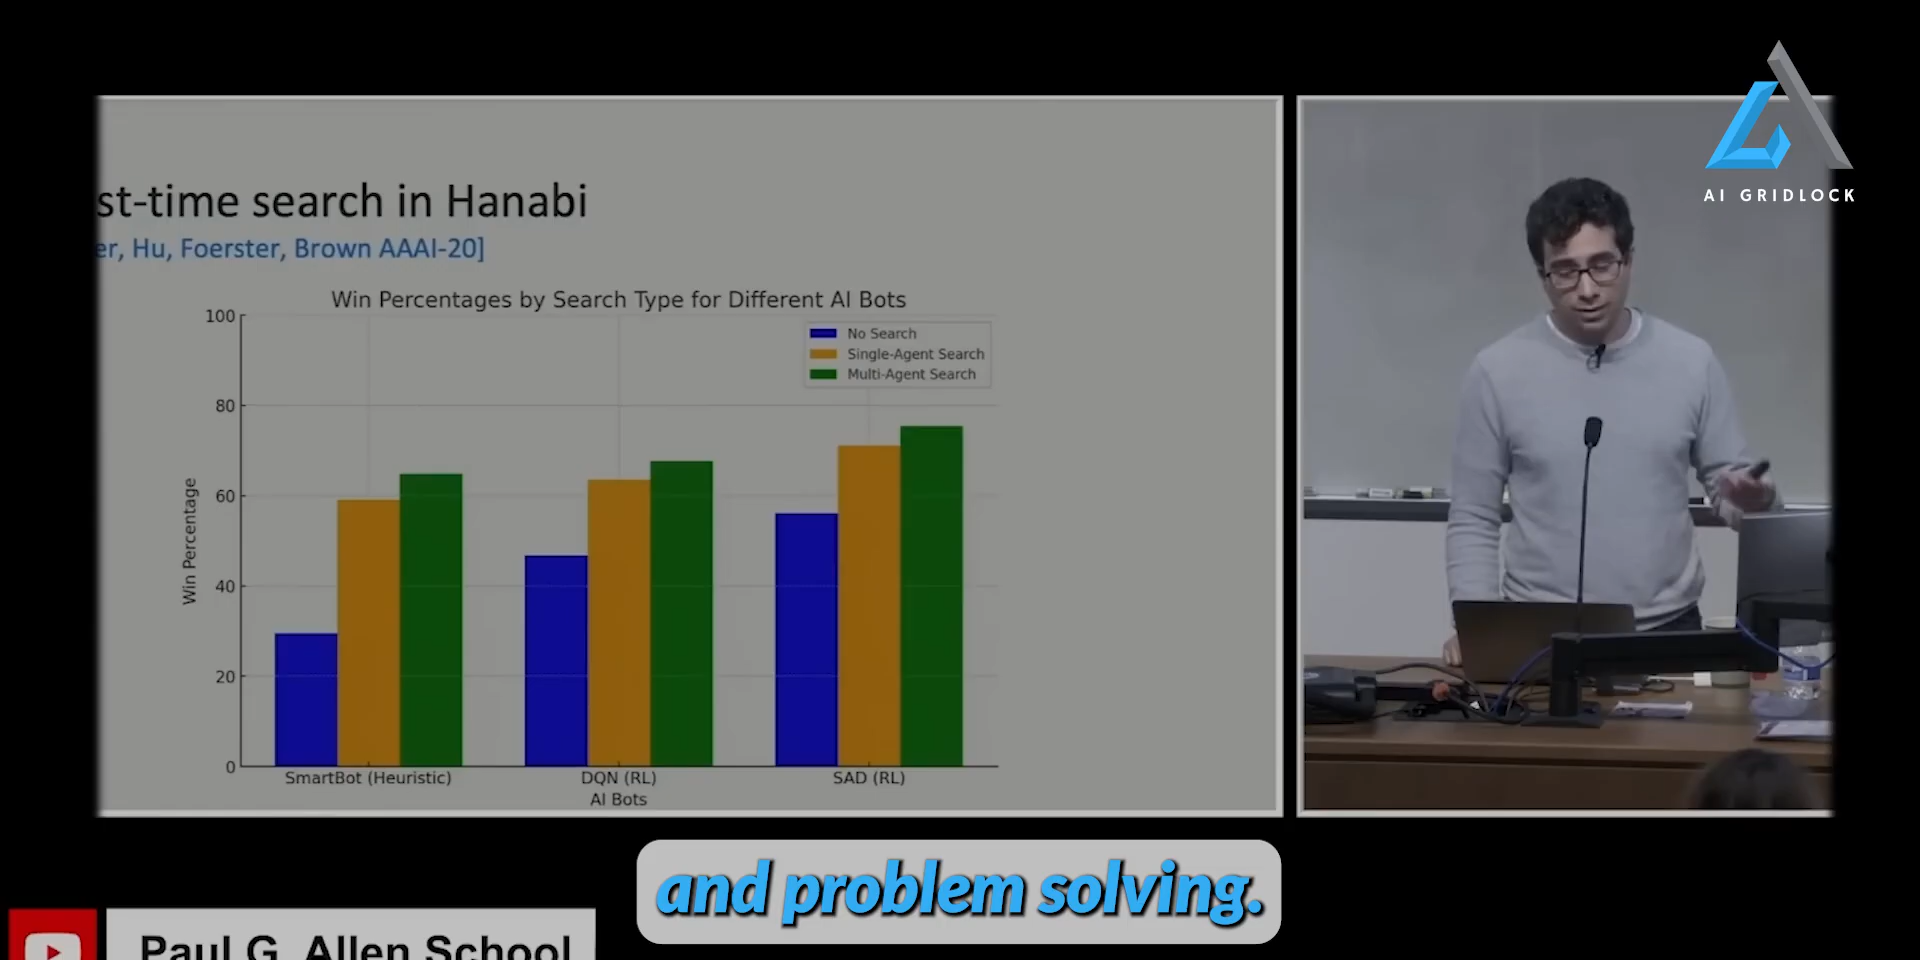 AI GRIDLOCK
st-time search in Hanabi
er, Hu, Foerster, Brown AAAI-20]
Win Percentages by Search Type for Different AI Bots
No Search
Single-Agent Search
Multi-Agent Search
Win Percentage
100
80
60
40
20
0
SmartBot (Heuristic)
DQN (RL)
SAD (RL)
AI Bots
and problem solving.
Paul G. Allen School